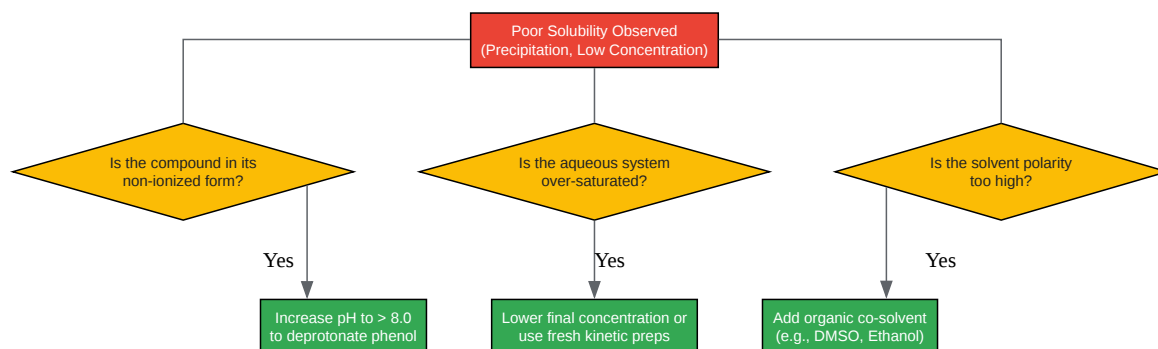 Poor Solubility Observed
(Precipitation, Low Concentration)
Is the compound in its
non-ionized form?
Is the aqueous system
over-saturated?
Is the solvent polarity
too high?
Yes
Yes
Yes
Increase pH to > 8.0
to deprotonate phenol
Lower final concentration or
use fresh kinetic preps
Add organic co-solvent
(e.g., DMSO, Ethanol)